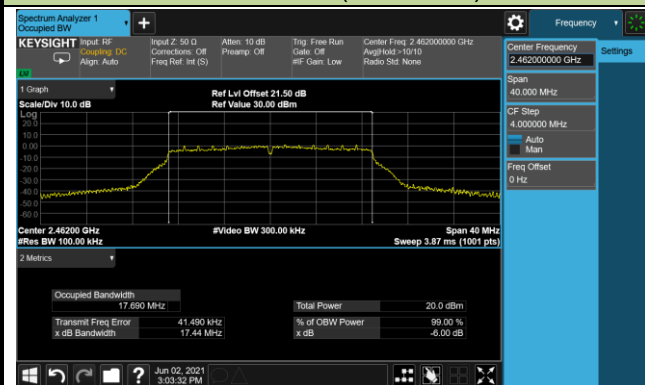 Spectrum Analyzer 1
Occupied BW
Frequency
KEYSIGHT
Input: RF
Coupling: DC
Align: Auto
Input Z: 50 Ω
Corrections: Off
Freq Ref: Int (S)
Atten: 10 dB
Preamp: Off
Trig: Free Run
Gate: Off
#IF Gain: Low
Center Freq: 2.462000000 GHz
Avg|Hold:>10/10
Radio Std: None
Center Frequency
2.462000000 GHz
Settings
Span
40.000 MHz
CF Step
4.000000 MHz
Auto
Man
Freq Offset
0 Hz
1 Graph
Scale/Div 10.0 dB
Ref Lvl Offset 21.50 dB
Ref Value 30.00 dBm
Log
20.0
10.0
0.00
-10.0
-20.0
-30.0
-40.0
-50.0
-60.0
Center 2.46200 GHz
#Video BW 300.00 kHz
Span 40 MHz
#Res BW 100.00 kHz
Sweep 3.87 ms (1001 pts)
2 Metrics
Occupied Bandwidth
17.690 MHz
Total Power 20.0 dBm
Transmit Freq Error 41.490 kHz
% of OBW Power 99.00 %
x dB Bandwidth 17.44 MHz
x dB -6.00 dB
?
Jun 02, 2021
3:03:32 PM